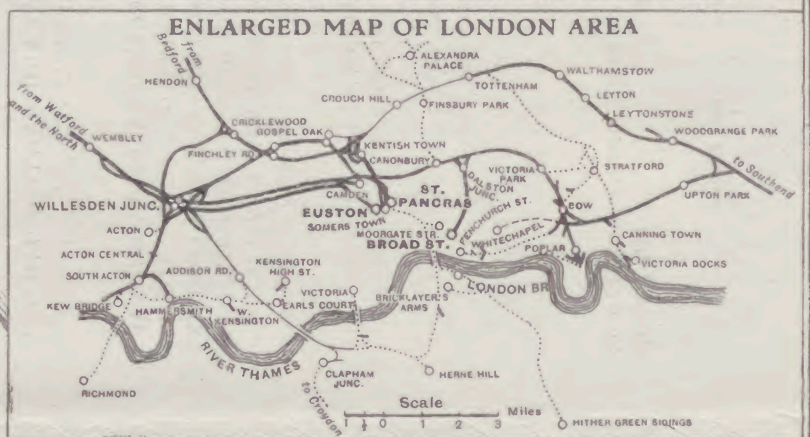 ENLARGED MAP OF LONDON AREA
from
Bedford
ALEXANDRA
PALACE
HENDON
WALTHAMSTOW
TOTTENHAM
LEYTON
from Watford
and the North
CROUCH HILL
FINSBURY PARK
LEYTONSTONE
CRICKLEWOOD
WOODGRANGE PARK
WEMBLEY
GOSPEL OAK
KENTISH TOWN
FINCHLEY RD.
CANONBURY
VICTORIA
PARK
STRATFORD
to Southend
DALSTON
JUNC.
CAMDEN
ST.
PANCRAS
UPTON PARK
WILLESDEN JUNC.
EUSTON
BOW
SOMERS TOWN
FENCHURCH ST.
ACTON
MOORGATE STR.
WHITECHAPEL
BROAD ST.
CANNING TOWN
ACTON CENTRAL
POPLAR
ADDISON RD.
KENSINGTON
HIGH ST.
VICTORIA DOCKS
SOUTH ACTON
VICTORIA
LONDON BR.
KEW BRIDGE
EARLS COURT
BRICKLAYER'S
ARMS
HAMMERSMITH
W.
KENSINGTON
RIVER THAMES
CLAPHAM
JUNC.
HERNE HILL
RICHMOND
to Croydon
Scale
1 ½ 0 1 2 3 Miles
HITHER GREEN SIDINGS